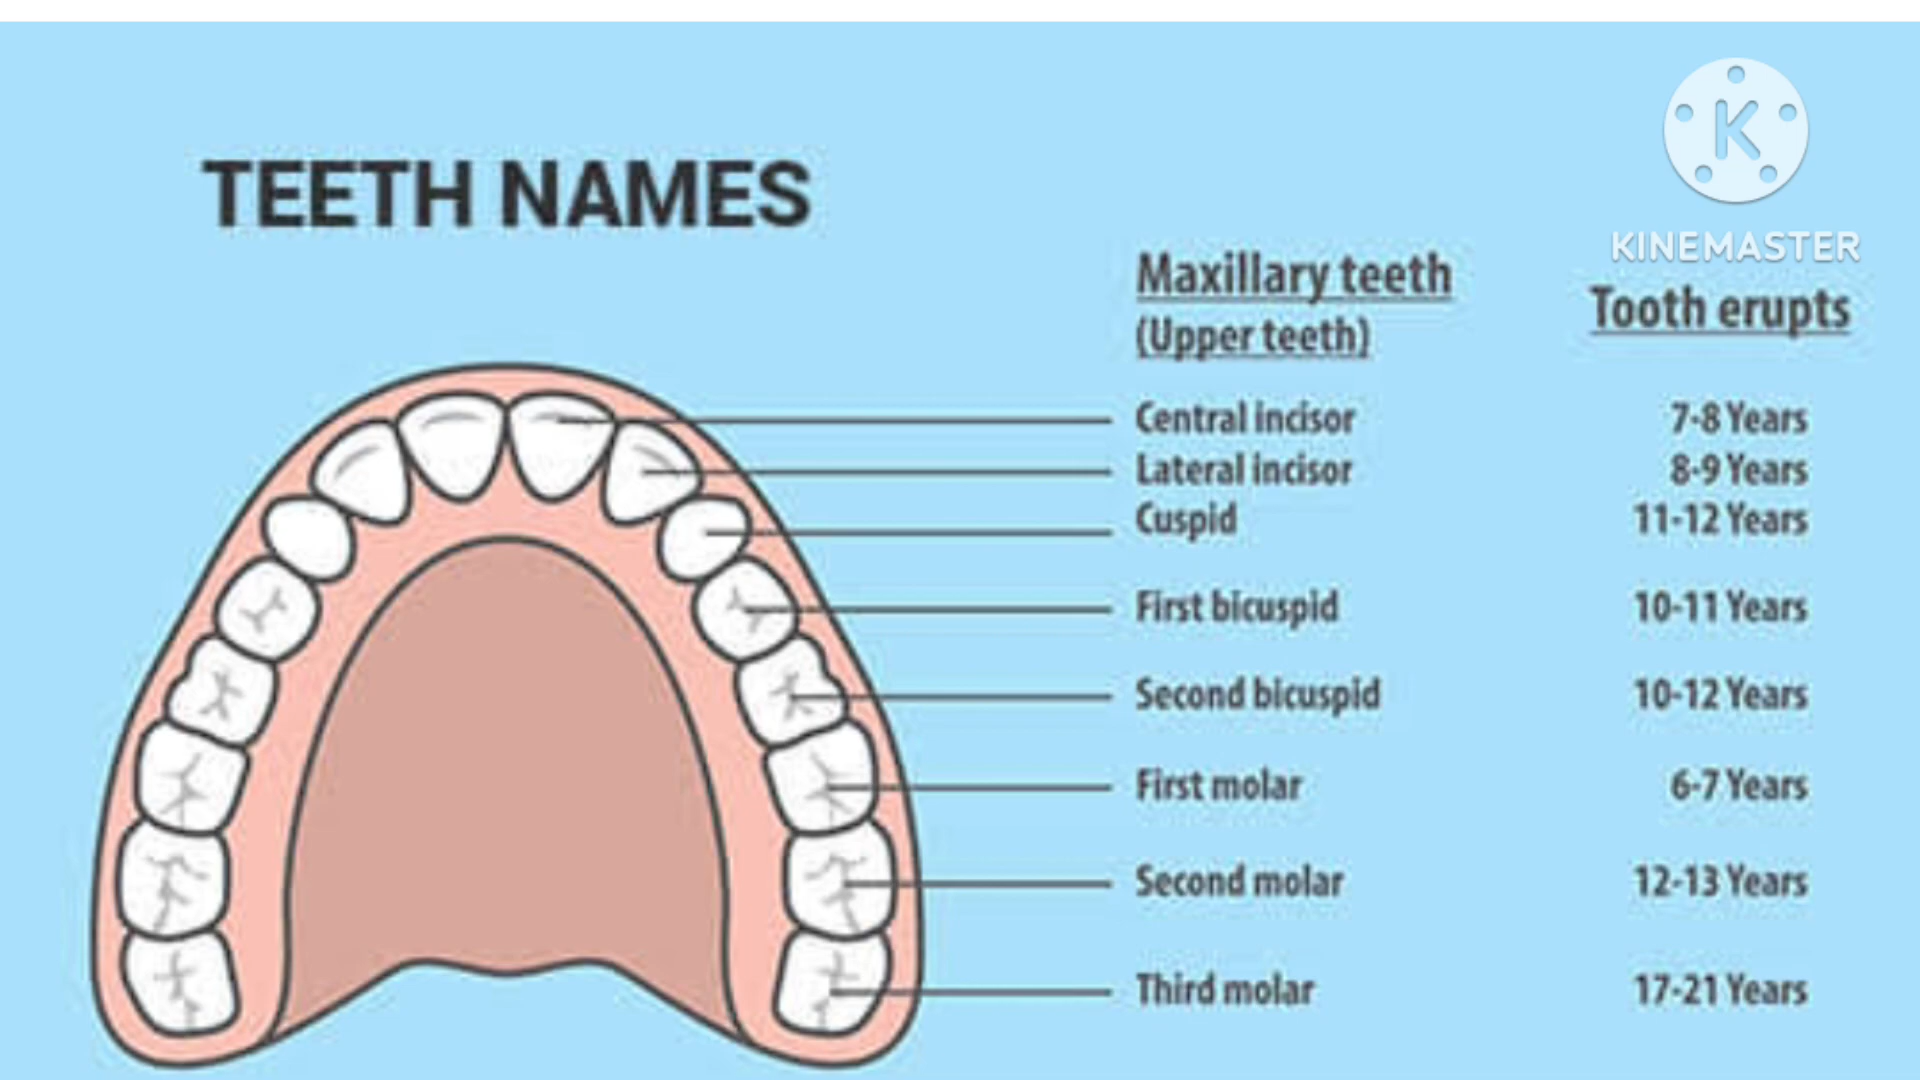 K
KINEMASTER
TEETH NAMES
Maxillary teeth
(Upper teeth)
Tooth erupts
Central incisor 7-8 Years
Lateral incisor 8-9 Years
Cuspid 11-12 Years
First bicuspid 10-11 Years
Second bicuspid 10-12 Years
First molar 6-7 Years
Second molar 12-13 Years
Third molar 17-21 Years